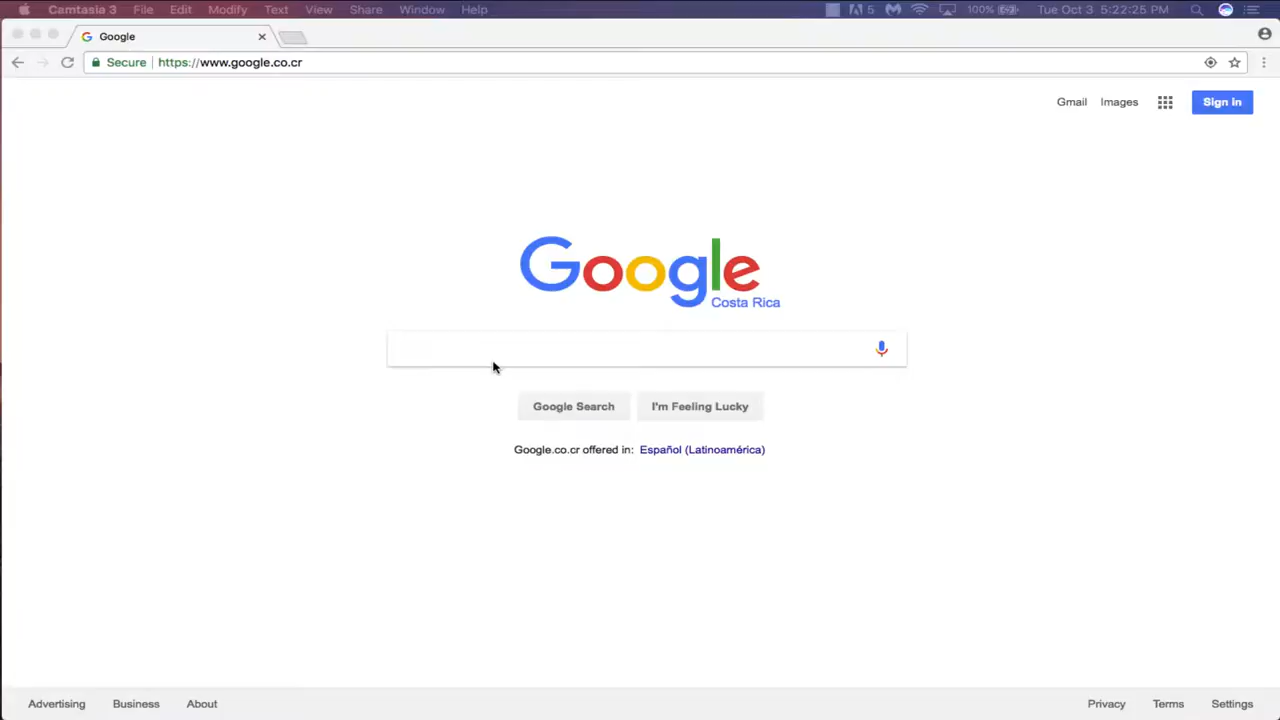 Camtasia 3 File Edit Modify Text View Share Window Help 5 100% Tue Oct 3 5:22:25 PM
Google
Secure https://www.google.co.cr
Gmail Images Sign in
Google
Costa Rica
Google Search I'm Feeling Lucky
Google.co.cr offered in: Español (Latinoamérica)
Advertising Business About Privacy Terms Settings